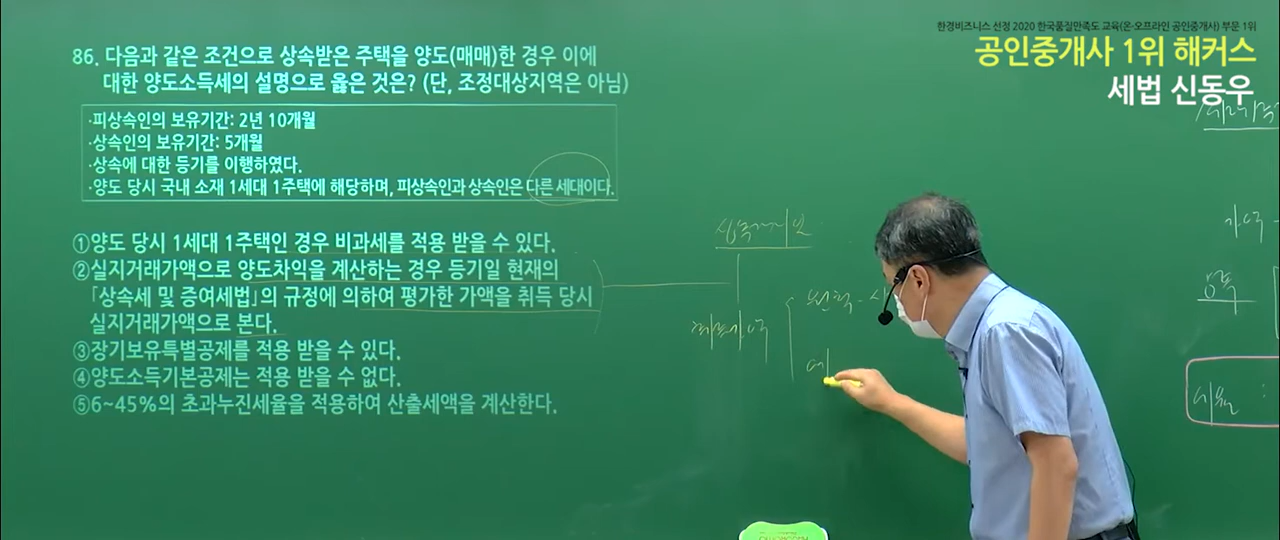 한경비즈니스 선정 2020 한국품질만족도 교육(온·오프라인 공인중개사) 부문 1위
공인중개사 1위 해커스
세법 신동우
86. 다음과 같은 조건으로 상속받은 주택을 양도(매매)한 경우 이에
대한 양도소득세의 설명으로 옳은 것은? (단, 조정대상지역은 아님)
·피상속인의 보유기간: 2년 10개월
·상속인의 보유기간: 5개월
·상속에 대한 등기를 이행하였다.
·양도 당시 국내 소재 1세대 1주택에 해당하며, 피상속인과 상속인은 다른 세대이다.
①양도 당시 1세대 1주택인 경우 비과세를 적용 받을 수 있다.
②실지거래가액으로 양도차익을 계산하는 경우 등기일 현재의
「상속세 및 증여세법」의 규정에 의하여 평가한 가액을 취득 당시
실지거래가액으로 본다.
③장기보유특별공제를 적용 받을 수 있다.
④양도소득기본공제는 적용 받을 수 없다.
⑤6~45%의 초과누진세율을 적용하여 산출세액을 계산한다.